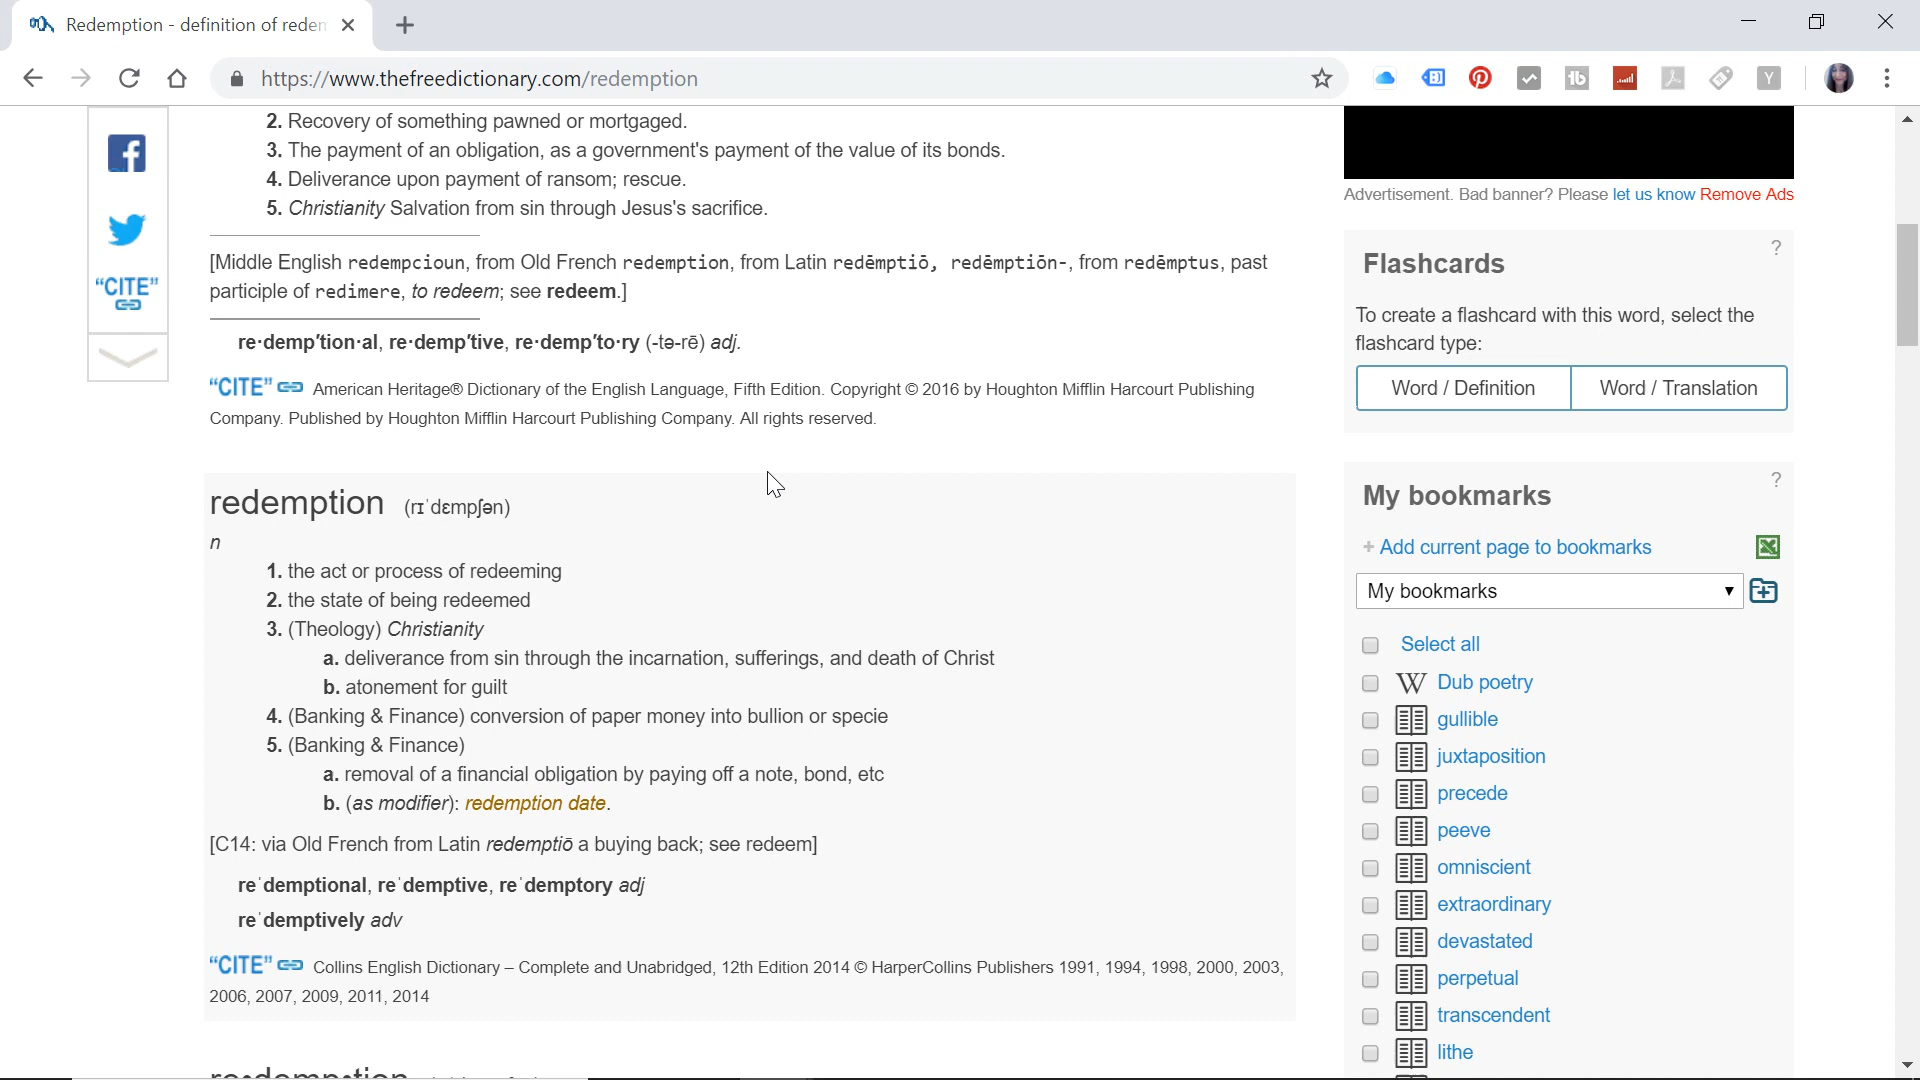 Redemption - definition of reden
https://www.thefreedictionary.com/redemption
2. Recovery of something pawned or mortgaged.
3. The payment of an obligation, as a government's payment of the value of its bonds.
4. Deliverance upon payment of ransom; rescue.
5. Christianity Salvation from sin through Jesus's sacrifice.
[Middle English redempcioun, from Old French redemption, from Latin redēmptiō, redēmptiōn-, from redēmptus, past
participle of redimere, to redeem; see redeem.]
re·demp′tion·al, re·demp′tive, re·demp′to·ry (-tə-rē) adj.
"CITE" American Heritage® Dictionary of the English Language, Fifth Edition. Copyright © 2016 by Houghton Mifflin Harcourt Publishing
Company. Published by Houghton Mifflin Harcourt Publishing Company. All rights reserved.
redemption (rɪˈdɛmpʃən)
n
1. the act or process of redeeming
2. the state of being redeemed
3. (Theology) Christianity
a. deliverance from sin through the incarnation, sufferings, and death of Christ
b. atonement for guilt
4. (Banking & Finance) conversion of paper money into bullion or specie
5. (Banking & Finance)
a. removal of a financial obligation by paying off a note, bond, etc
b. (as modifier): redemption date.
[C14: via Old French from Latin redemptiō a buying back; see redeem]
reˈdemptional, reˈdemptive, reˈdemptory adj
reˈdemptively adv
"CITE" Collins English Dictionary – Complete and Unabridged, 12th Edition 2014 © HarperCollins Publishers 1991, 1994, 1998, 2000, 2003,
2006, 2007, 2009, 2011, 2014
"CITE"
Advertisement. Bad banner? Please let us know Remove Ads
Flashcards ?
To create a flashcard with this word, select the
flashcard type:
Word / Definition Word / Translation
My bookmarks ?
+ Add current page to bookmarks
My bookmarks
Select all
W Dub poetry
gullible
juxtaposition
precede
peeve
omniscient
extraordinary
devastated
perpetual
transcendent
lithe